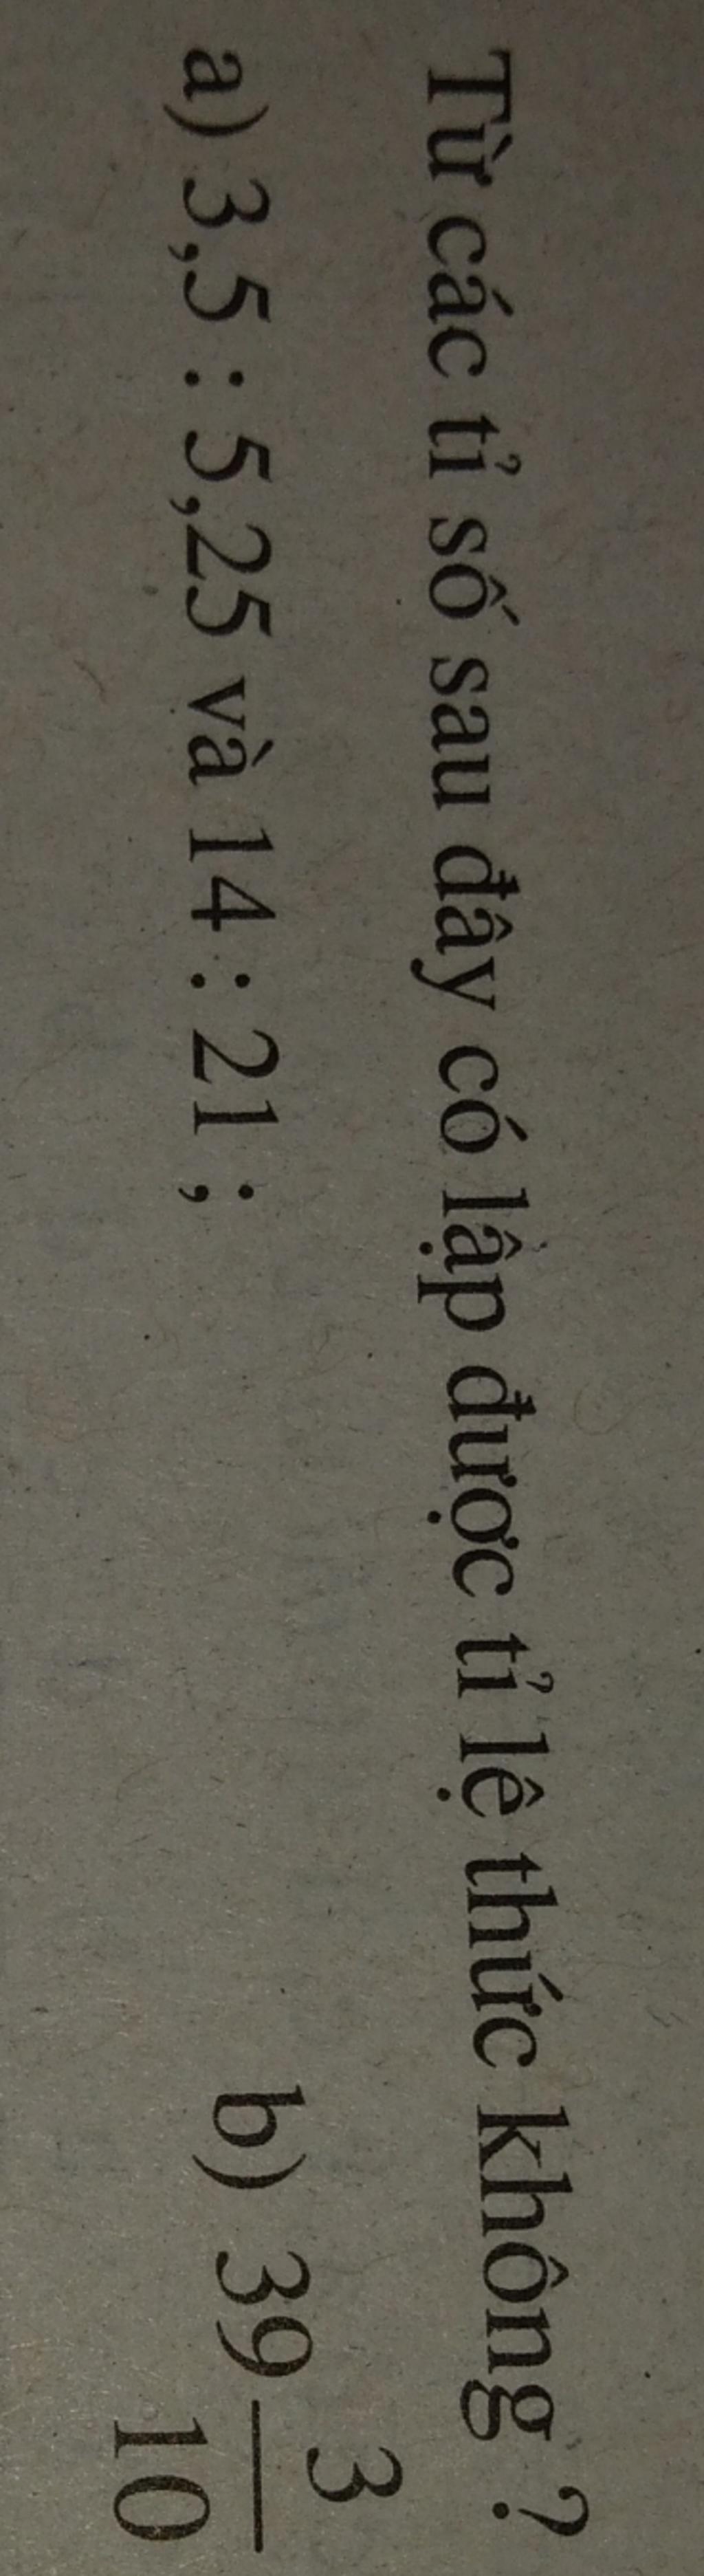 Từ các tỉ số sau đây có lập được tỉ lệ thức không ?
a) 3,5 : 5,25 và 14 : 21 ; b) 39 3/10